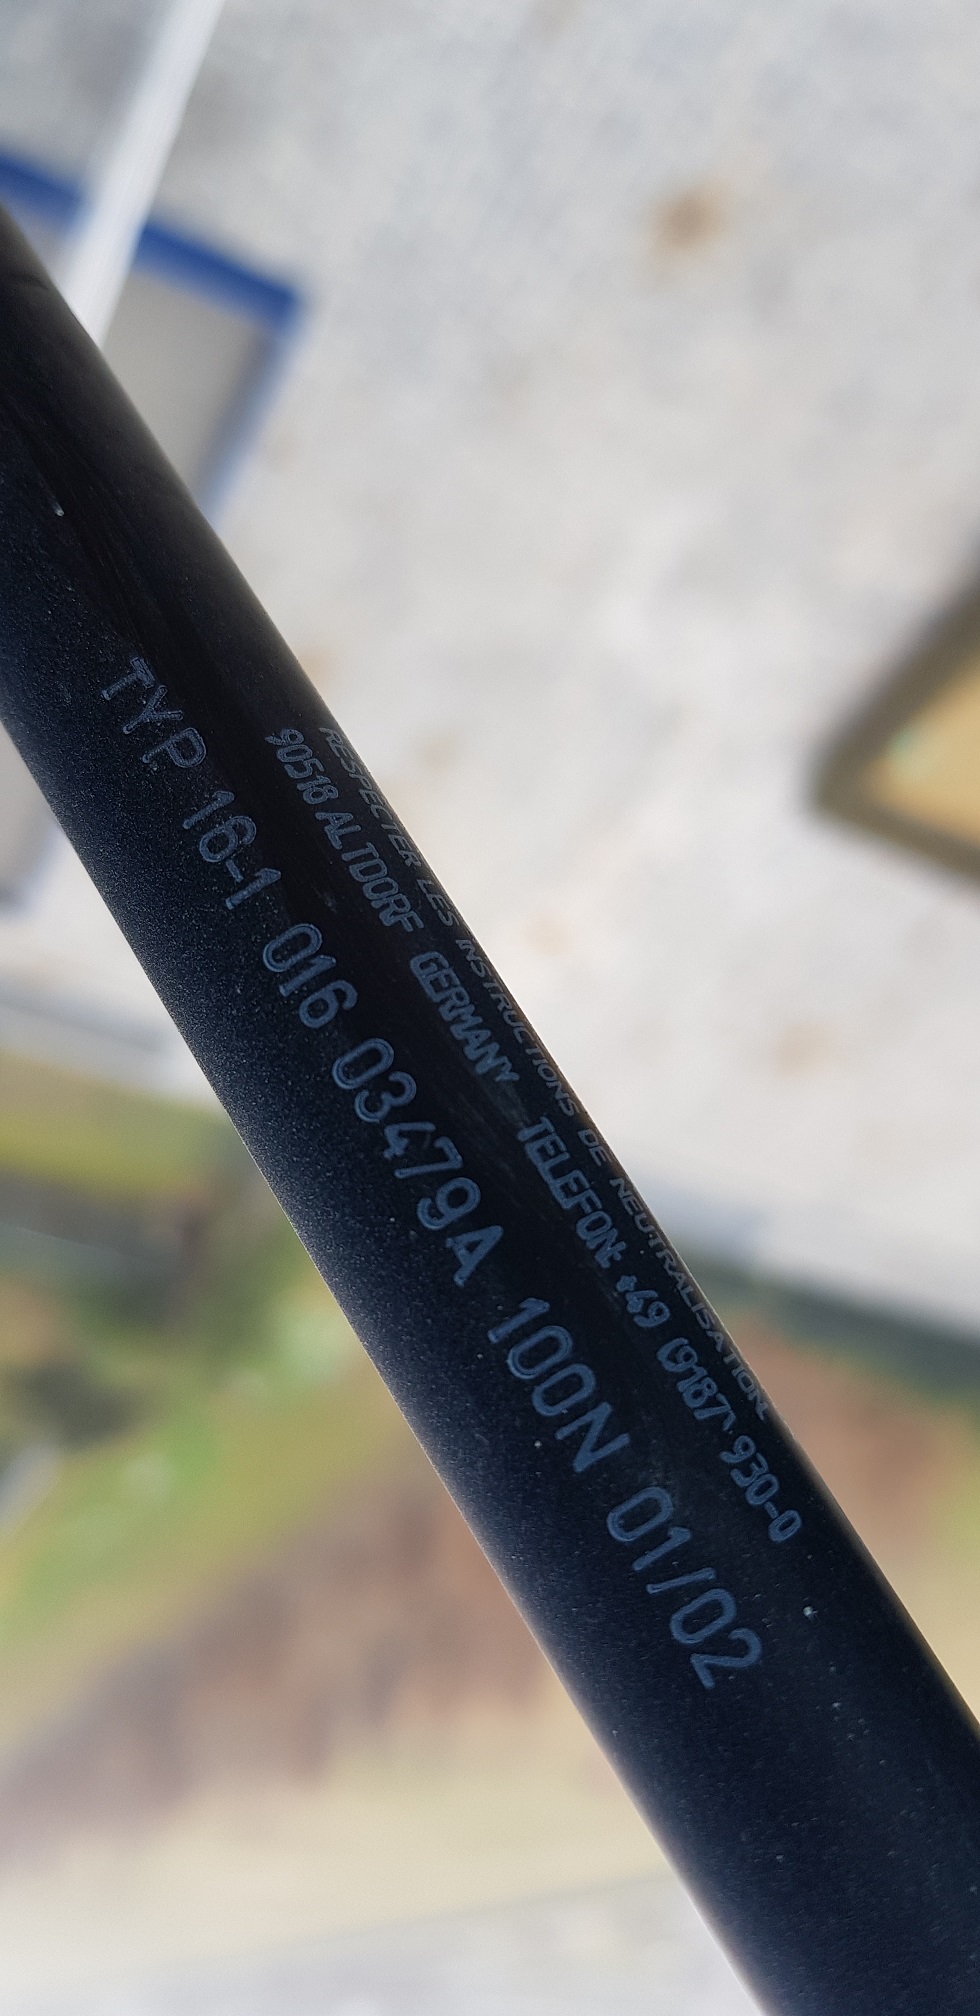 RESPECTER LES INSTRUCTIONS DE NEUTRALISATION.
90518 ALTDORF GERMANY TELEFON: +49 (9187) 930-0
TYP 16-1 016 03479A 100N 01/02